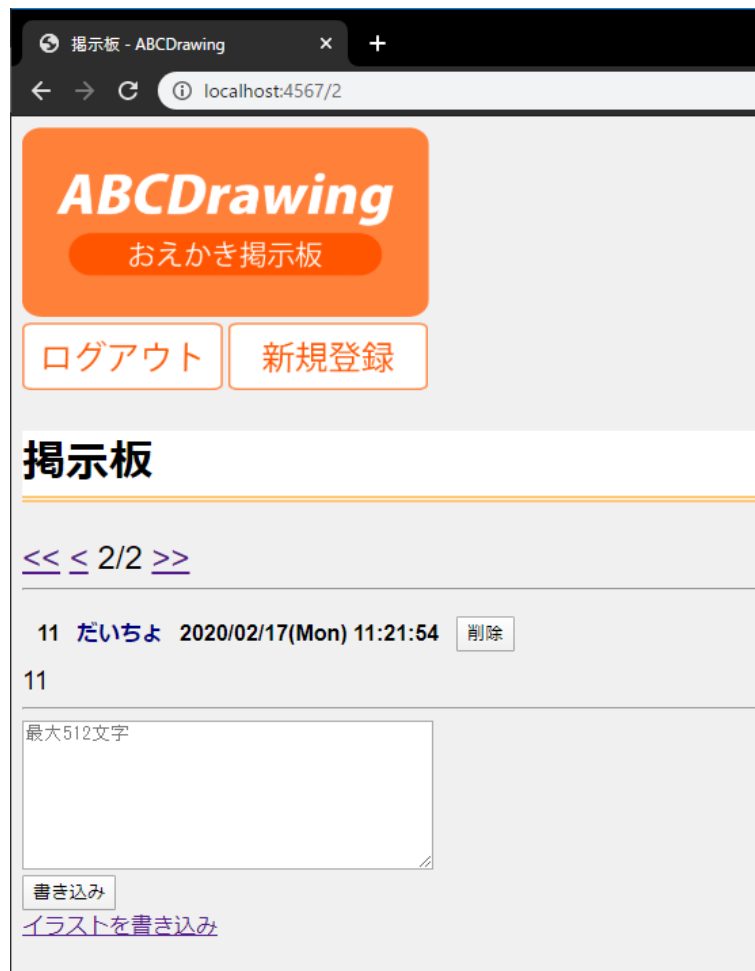 掲示板 - ABCDrawing
localhost:4567/2
ABCDrawing
おえかき掲示板
ログアウト 新規登録
掲示板
<< < 2/2 >>
11 だいちょ 2020/02/17(Mon) 11:21:54 削除
11
最大512文字
書き込み
イラストを書き込み